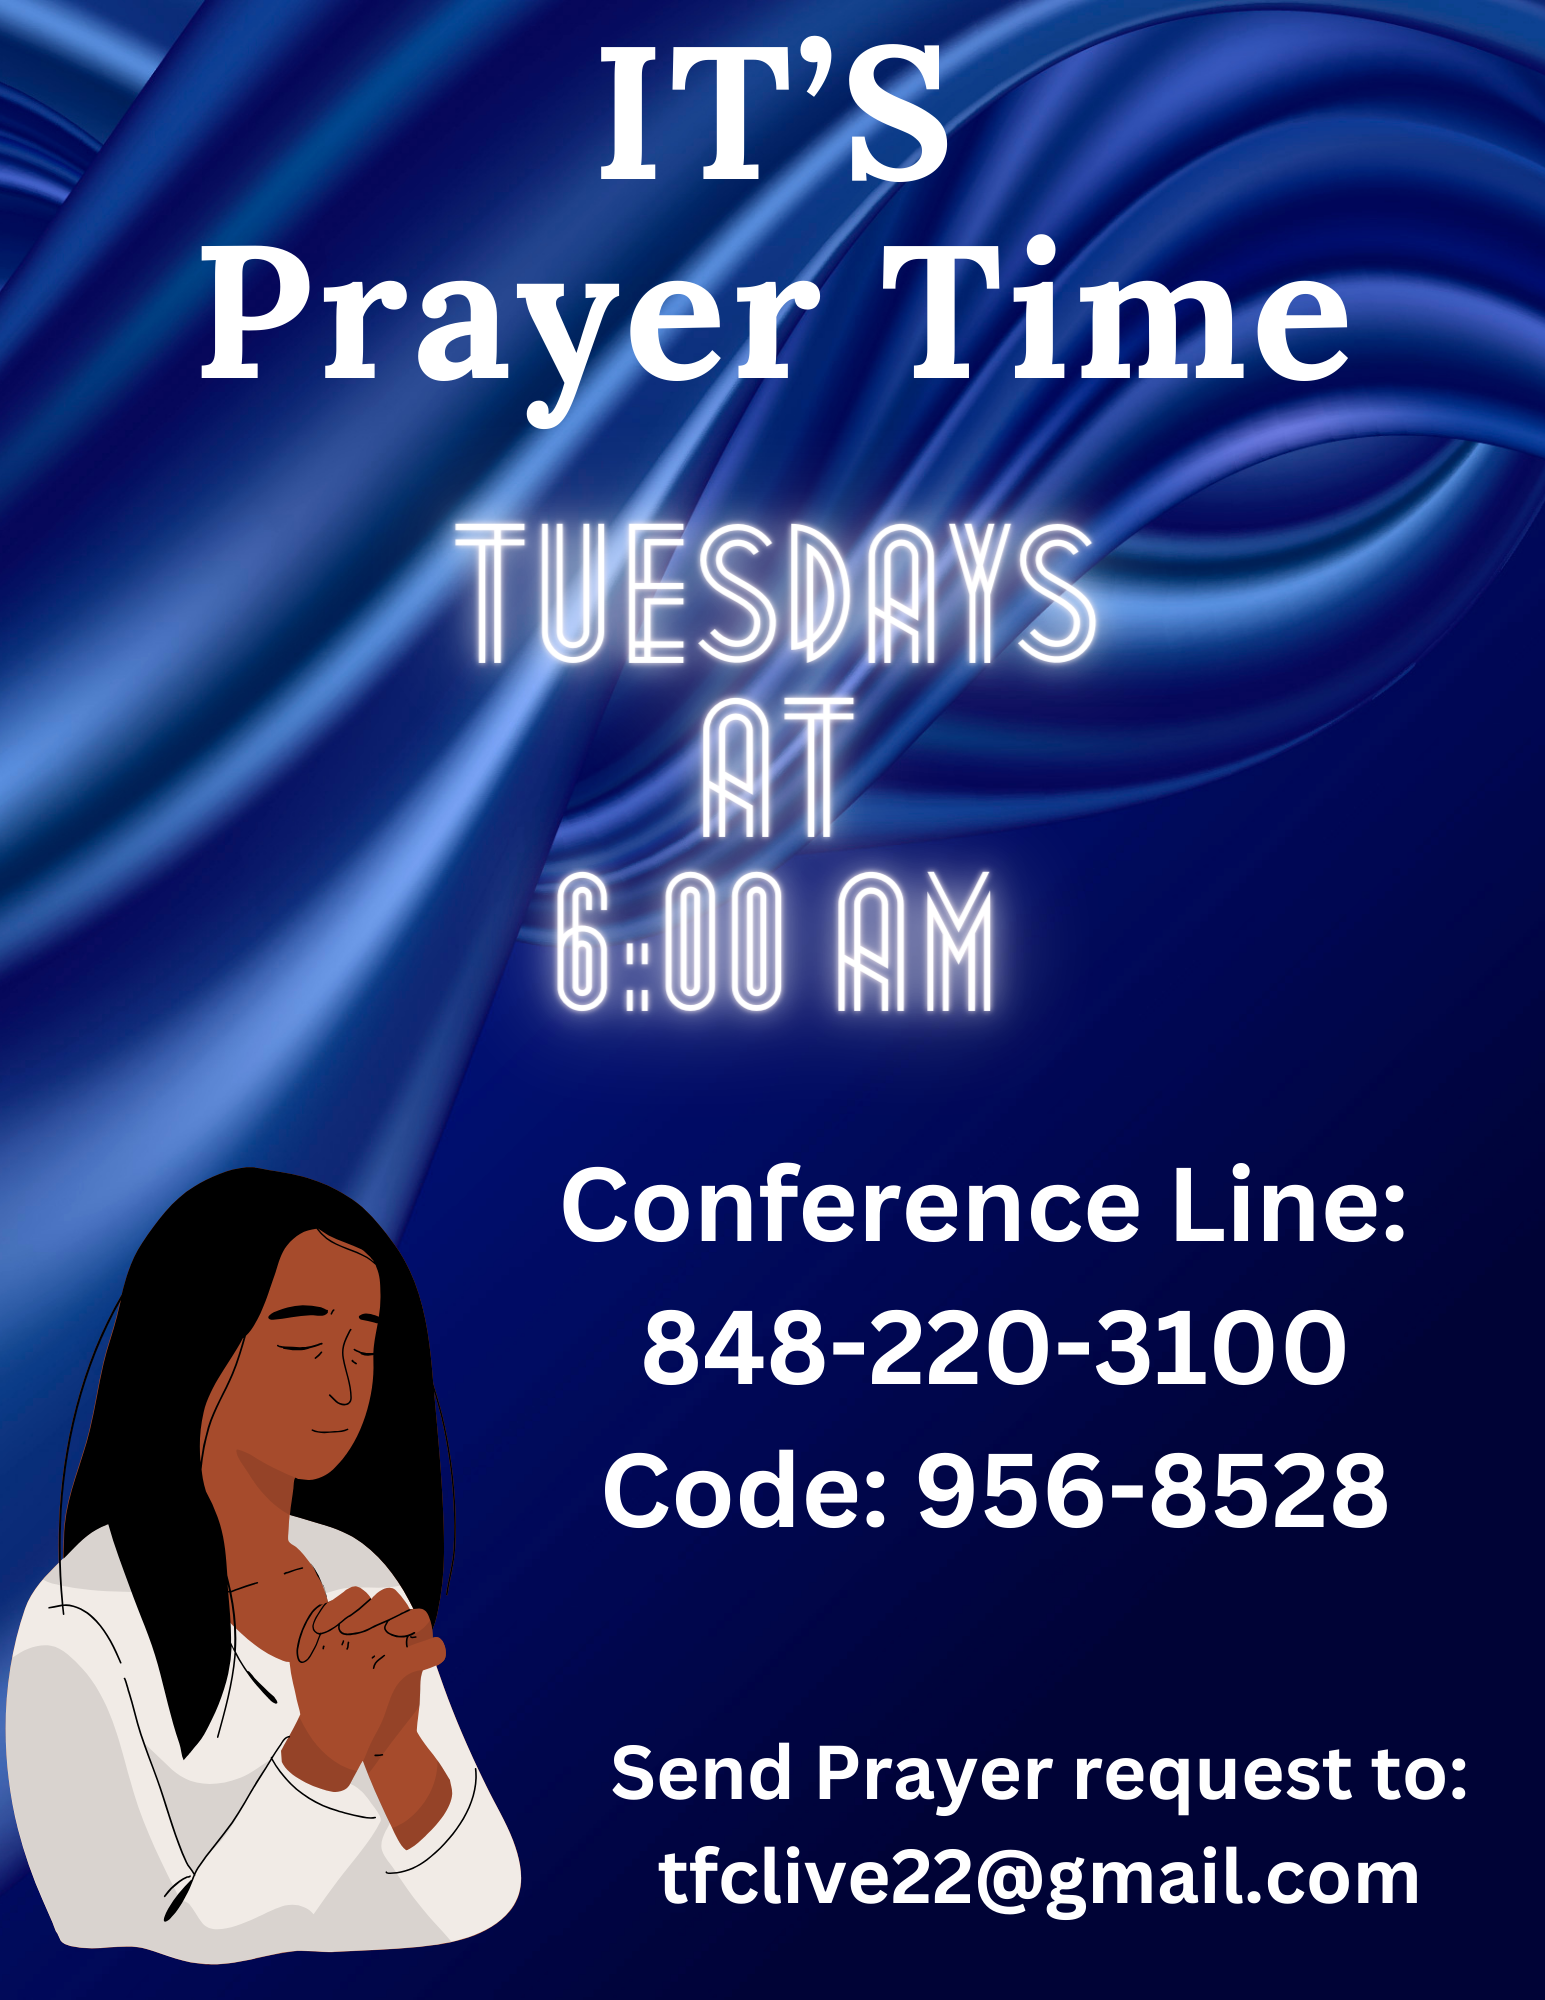 IT’S
Prayer Time
TUESDAYS
AT
6:00 AM
Conference Line:
848-220-3100
Code: 956-8528
Send Prayer request to:
tfclive22@gmail.com